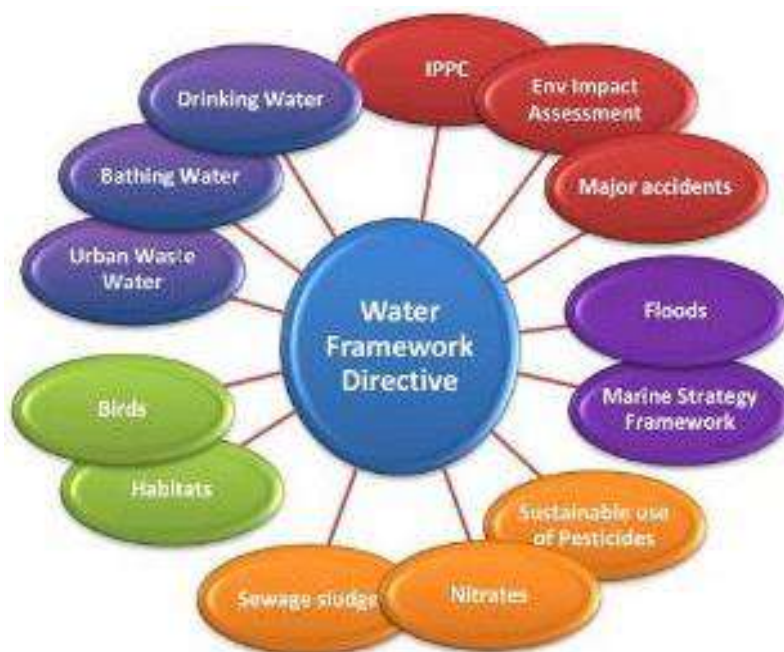 IPPC
Env Impact
Assessment
Major accidents
Floods
Marine Strategy
Framework
Sustainable use
of Pesticides
Nitrates
Sewage sludge
Habitats
Birds
Urban Waste
Water
Bathing Water
Drinking Water
Water
Framework
Directive